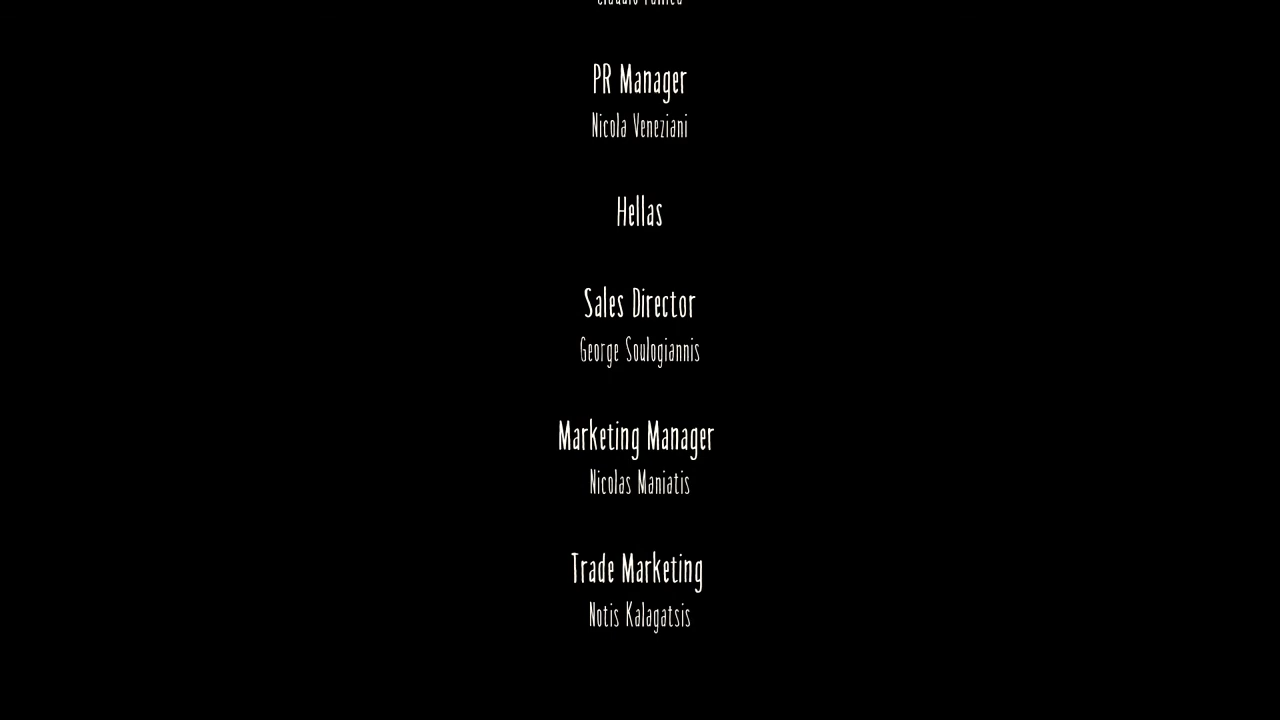 PR Manager
Nicola Veneziani
Hellas
Sales Director
George Soulogiannis
Marketing Manager
Nicolas Maniatis
Trade Marketing
Notis Kalagatsis